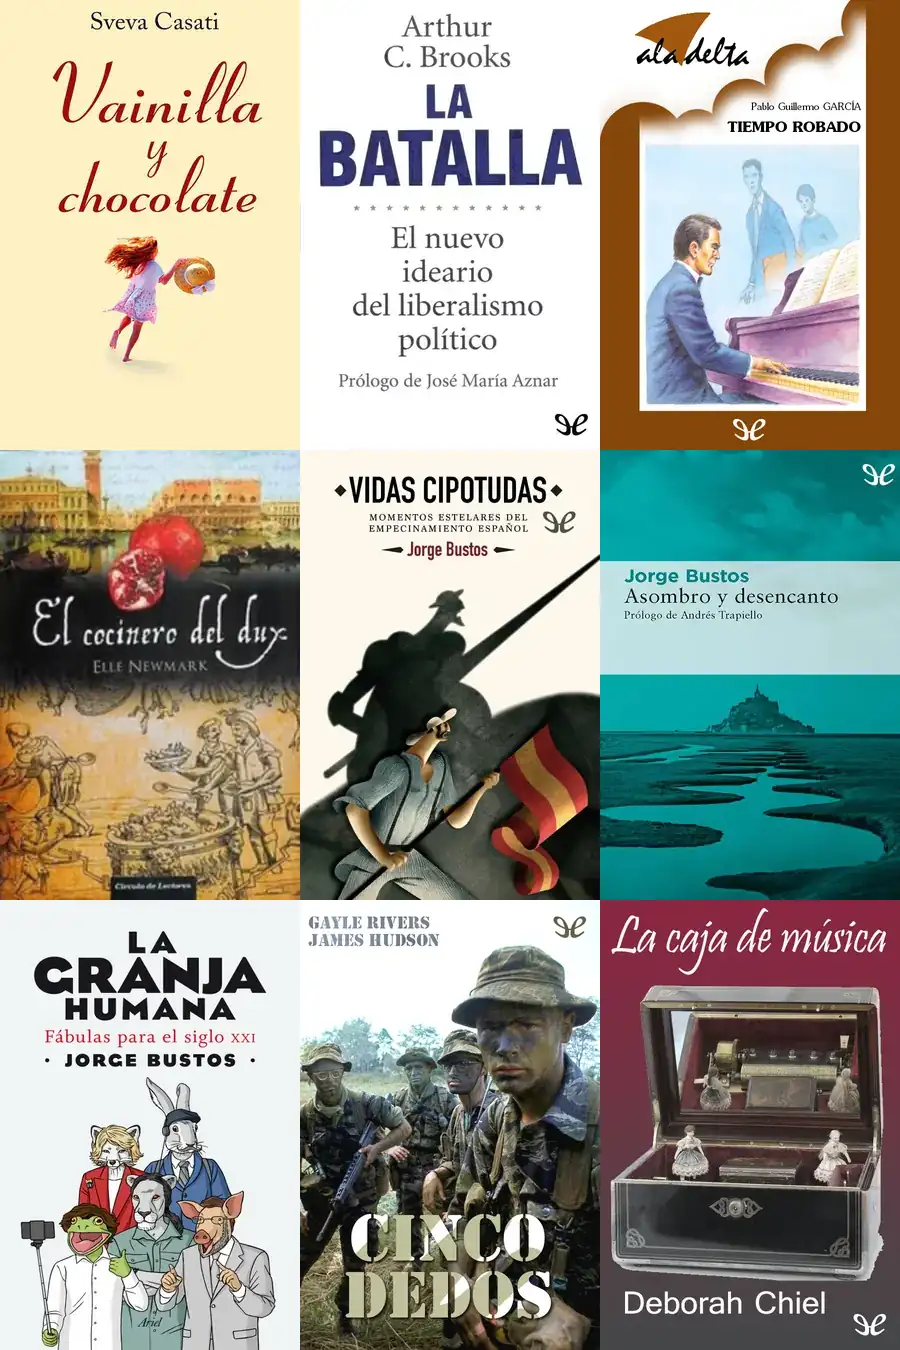 Sveva Casati
Vainilla
y
chocolate
Arthur
C. Brooks
LA
BATALLA
El nuevo
ideario
del liberalismo
político
Prólogo de José María Aznar
ala delta
Pablo Guillermo GARCÍA
TIEMPO ROBADO
El cocinero del dux
ELLE NEWMARK
Círculo de Lectores
VIDAS CIPOTUDAS
MOMENTOS ESTELARES DEL
EMPECINAMIENTO ESPAÑOL
Jorge Bustos
Jorge Bustos
Asombro y desencanto
Prólogo de Andrés Trapiello
LA
GRANJA
HUMANA
Fábulas para el siglo XXI
· JORGE BUSTOS ·
Ariel
GAYLE RIVERS
JAMES HUDSON
CINCO
DEDOS
La caja de música
Deborah Chiel